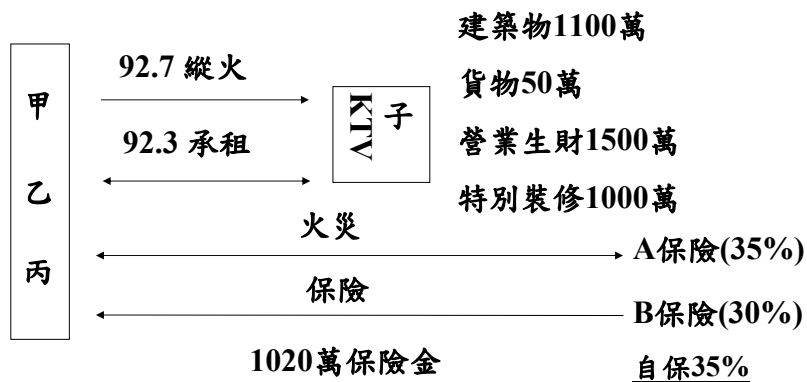 甲
乙
丙
92.7 縱火
92.3 承租
子
KTV
建築物1100萬
貨物50萬
營業生財1500萬
特別裝修1000萬
火災
保險
1020萬保險金
A保險(35%)
B保險(30%)
自保35%